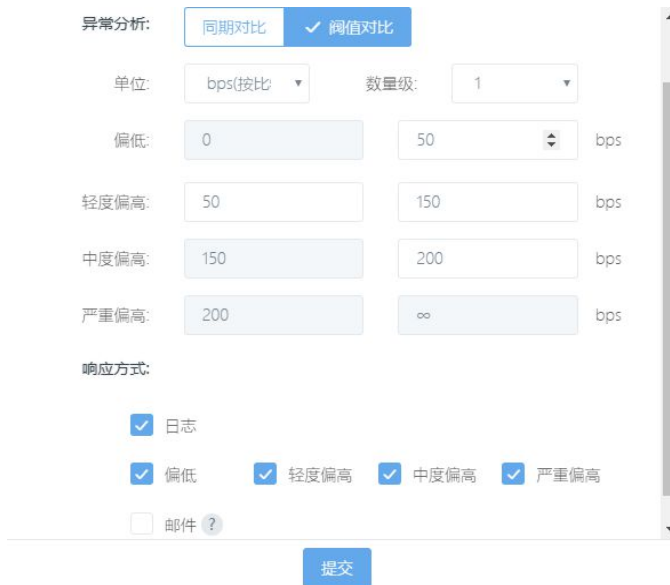 异常分析: 同期对比 阀值对比
单位: bps(按比 数量级: 1
偏低: 0 50 bps
轻度偏高: 50 150 bps
中度偏高: 150 200 bps
严重偏高: 200 ∞ bps
响应方式:
日志
偏低 轻度偏高 中度偏高 严重偏高
邮件 ?
提交